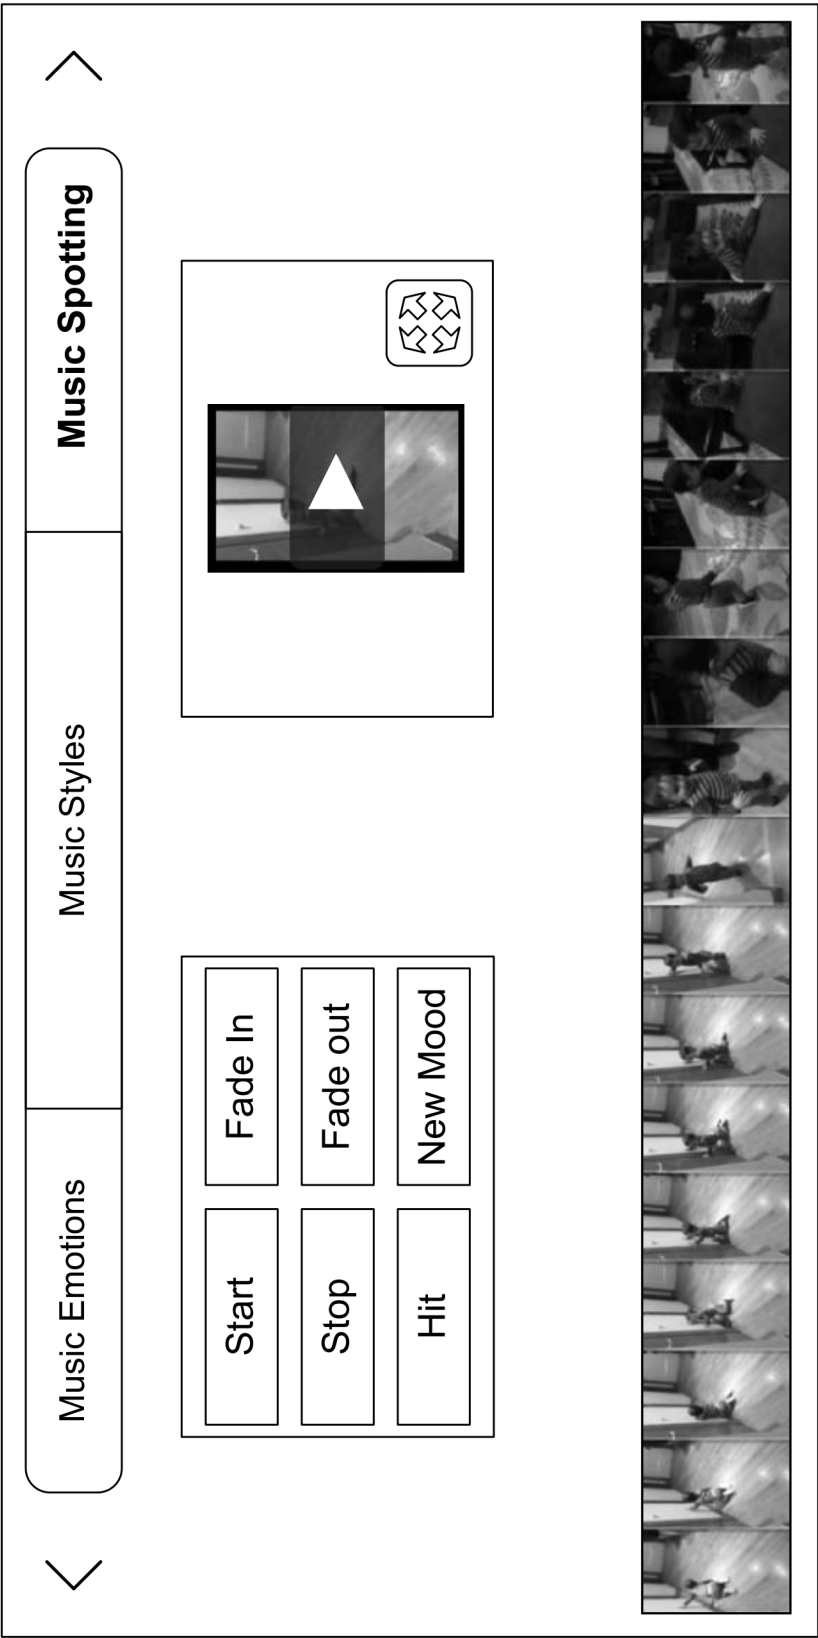 Music Emotions
Music Styles
Music Spotting
Start
Fade In
Stop
Fade out
Hit
New Mood